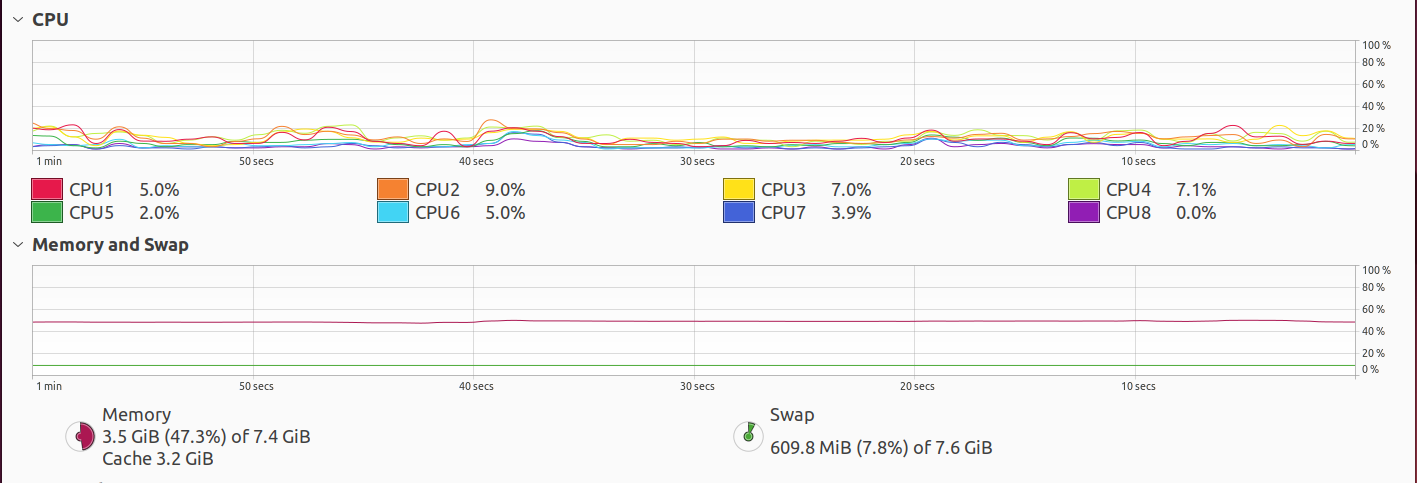 CPU
100 %
80 %
60 %
40 %
20 %
0 %
1 min 50 secs 40 secs 30 secs 20 secs 10 secs
CPU1 5.0% CPU2 9.0% CPU3 7.0% CPU4 7.1%
CPU5 2.0% CPU6 5.0% CPU7 3.9% CPU8 0.0%
Memory and Swap
100 %
80 %
60 %
40 %
20 %
0 %
1 min 50 secs 40 secs 30 secs 20 secs 10 secs
Memory
3.5 GiB (47.3%) of 7.4 GiB
Cache 3.2 GiB
Swap
609.8 MiB (7.8%) of 7.6 GiB